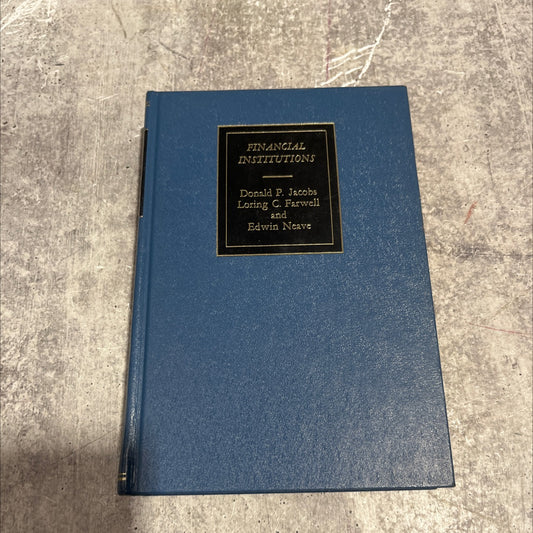 FINANCIAL
INSTITUTIONS
Donald P. Jacobs
Loring C. Farwell
and
Edwin Neave